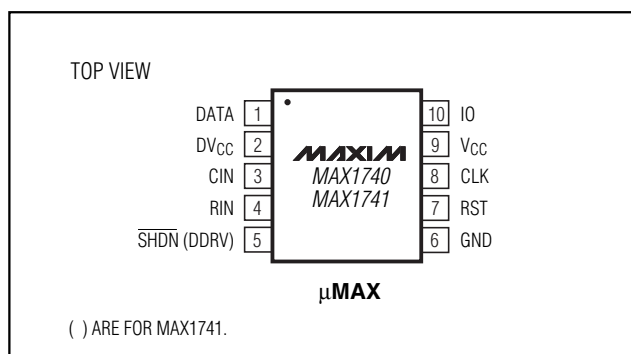 TOP VIEW
DATA 1
DVCC 2
CIN 3
RIN 4
SHDN (DDRV) 5
MAXIM
MAX1740
MAX1741
10 IO
9 VCC
8 CLK
7 RST
6 GND
µMAX
( ) ARE FOR MAX1741.